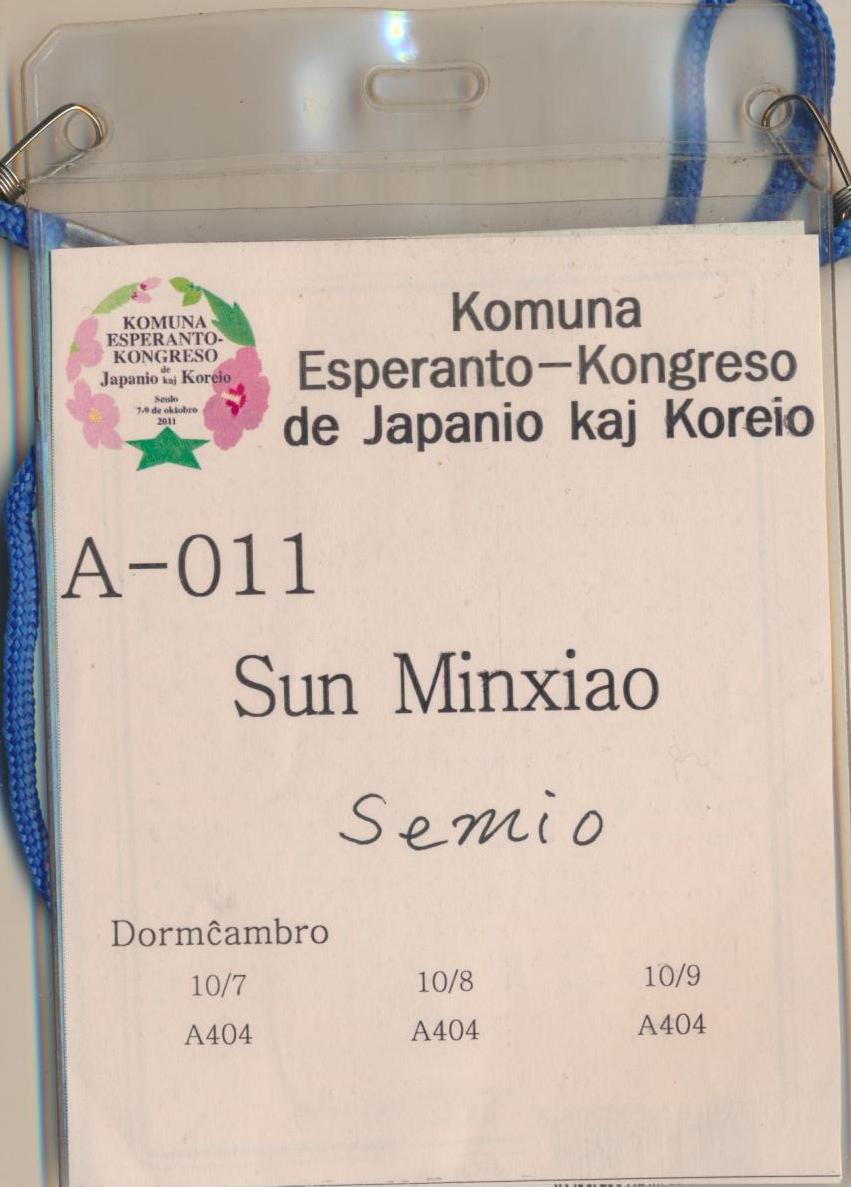 KOMUNA
ESPERANTO-
KONGRESO
de
Japanio kaj Koreio
Seulo
7-9 de oktobro
2011
Komuna
Esperanto-Kongreso
de Japanio kaj Koreio
A-011
Sun Minxiao
Semio
Dormĉambro
10/7 10/8 10/9
A404 A404 A404